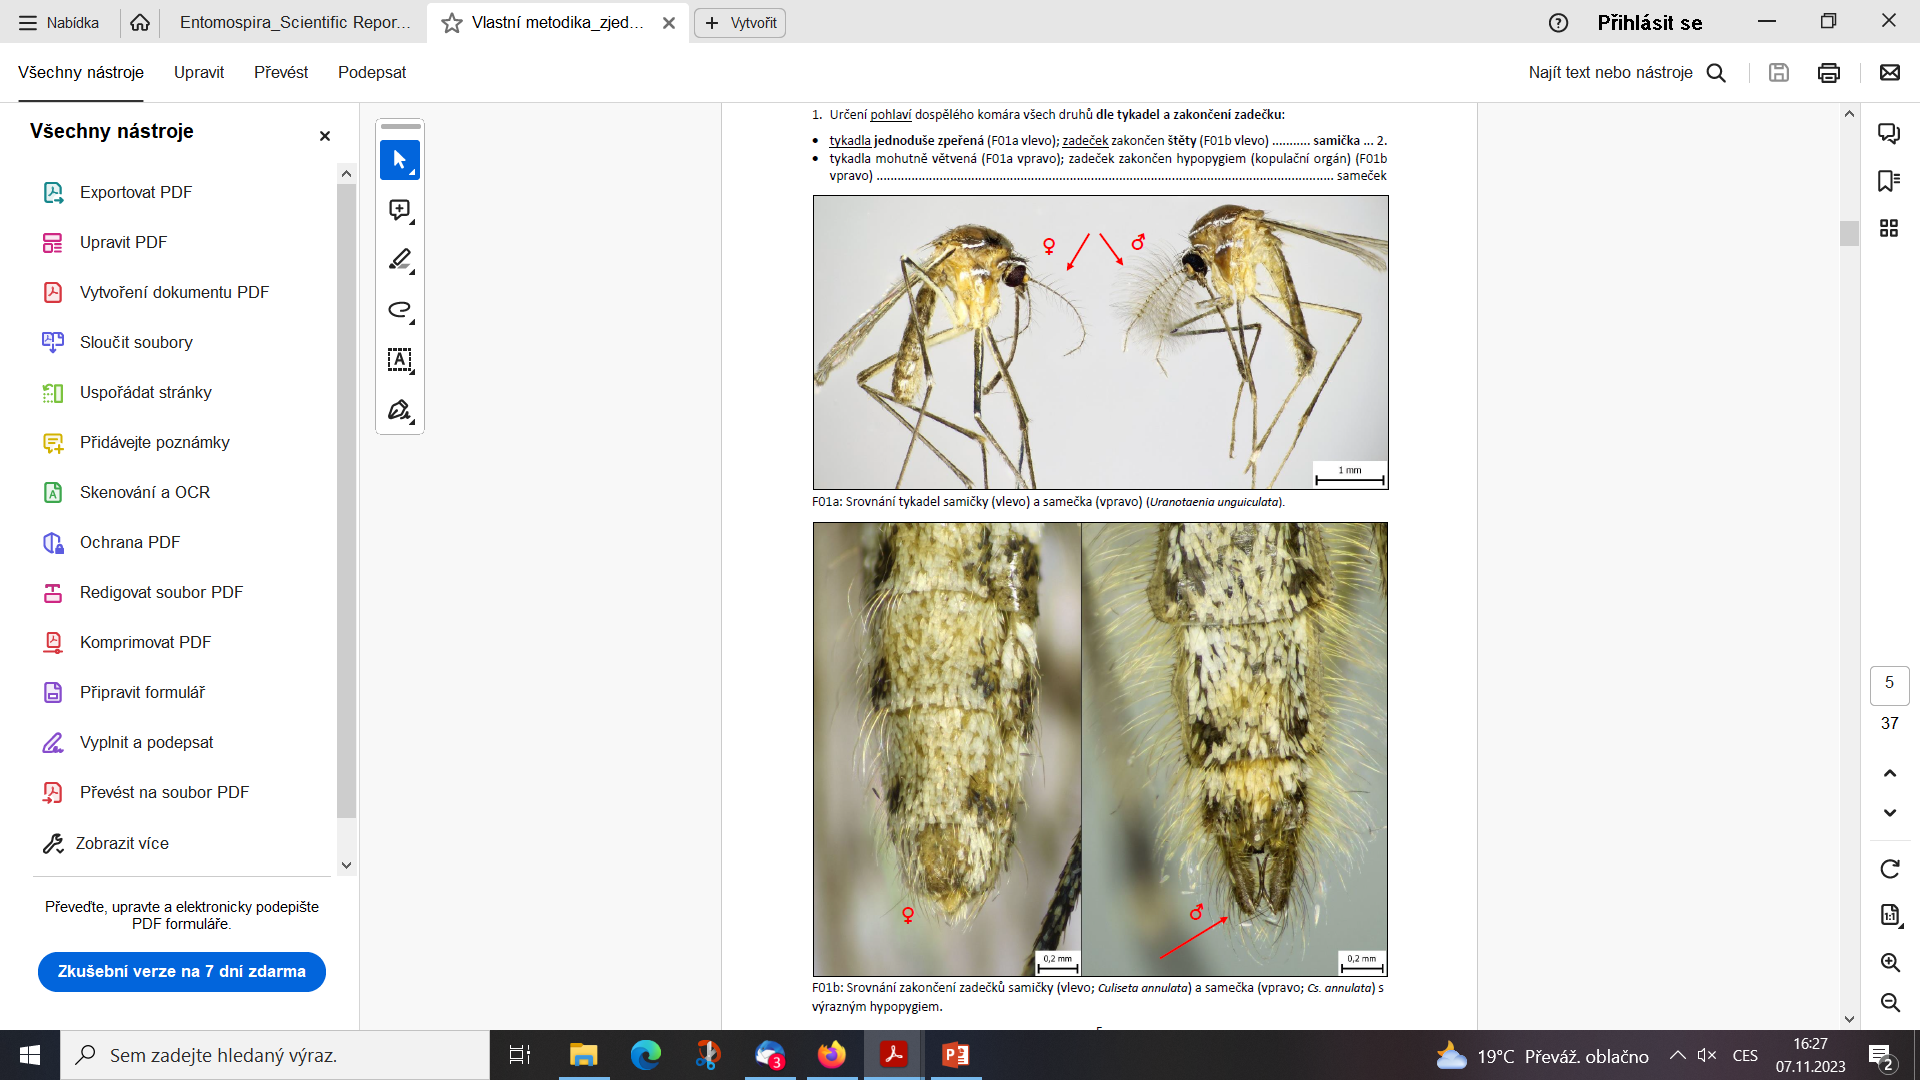 Nabídka
Entomospira_Scientific Repor...
Vlastní metodika_zjed...
Vytvořit
Přihlásit se
Všechny nástroje
Upravit
Převést
Podepsat
Najít text nebo nástroje
Všechny nástroje
Exportovat PDF
Upravit PDF
Vytvoření dokumentu PDF
Sloučit soubory
Uspořádat stránky
Přidávejte poznámky
Skenování a OCR
Ochrana PDF
Redigovat soubor PDF
Komprimovat PDF
Připravit formulář
Vyplnit a podepsat
Převést na soubor PDF
Zobrazit více
Převeďte, upravte a elektronicky podepište
PDF formuláře.
Zkušební verze na 7 dní zdarma
1. Určení pohlaví dospělého komára všech druhů dle tykadel a zakončení zadečku:
• tykadla jednoduše zpeřená (F01a vlevo); zadeček zakončen štěty (F01b vlevo) ........... samička ... 2.
• tykadla mohutně větvená (F01a vpravo); zadeček zakončen hypopygiem (kopulační orgán) (F01b
vpravo) .................................................................................................................................... sameček
♀ ♂
1 mm
F01a: Srovnání tykadel samičky (vlevo) a samečka (vpravo) (Uranotaenia unguiculata).
♀
0,2 mm
♂
0,2 mm
F01b: Srovnání zakončení zadečků samičky (vlevo; Culiseta annulata) a samečka (vpravo; Cs. annulata) s
výrazným hypopygiem.
5
37
1:1
Sem zadejte hledaný výraz.
3
19°C Převáž. oblačno
CES
16:27
07.11.2023
2